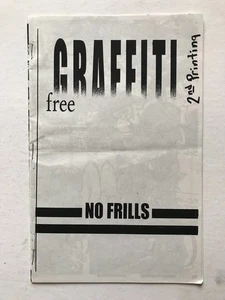 GRAFFITI
free
2nd Printing
NO FRILLS